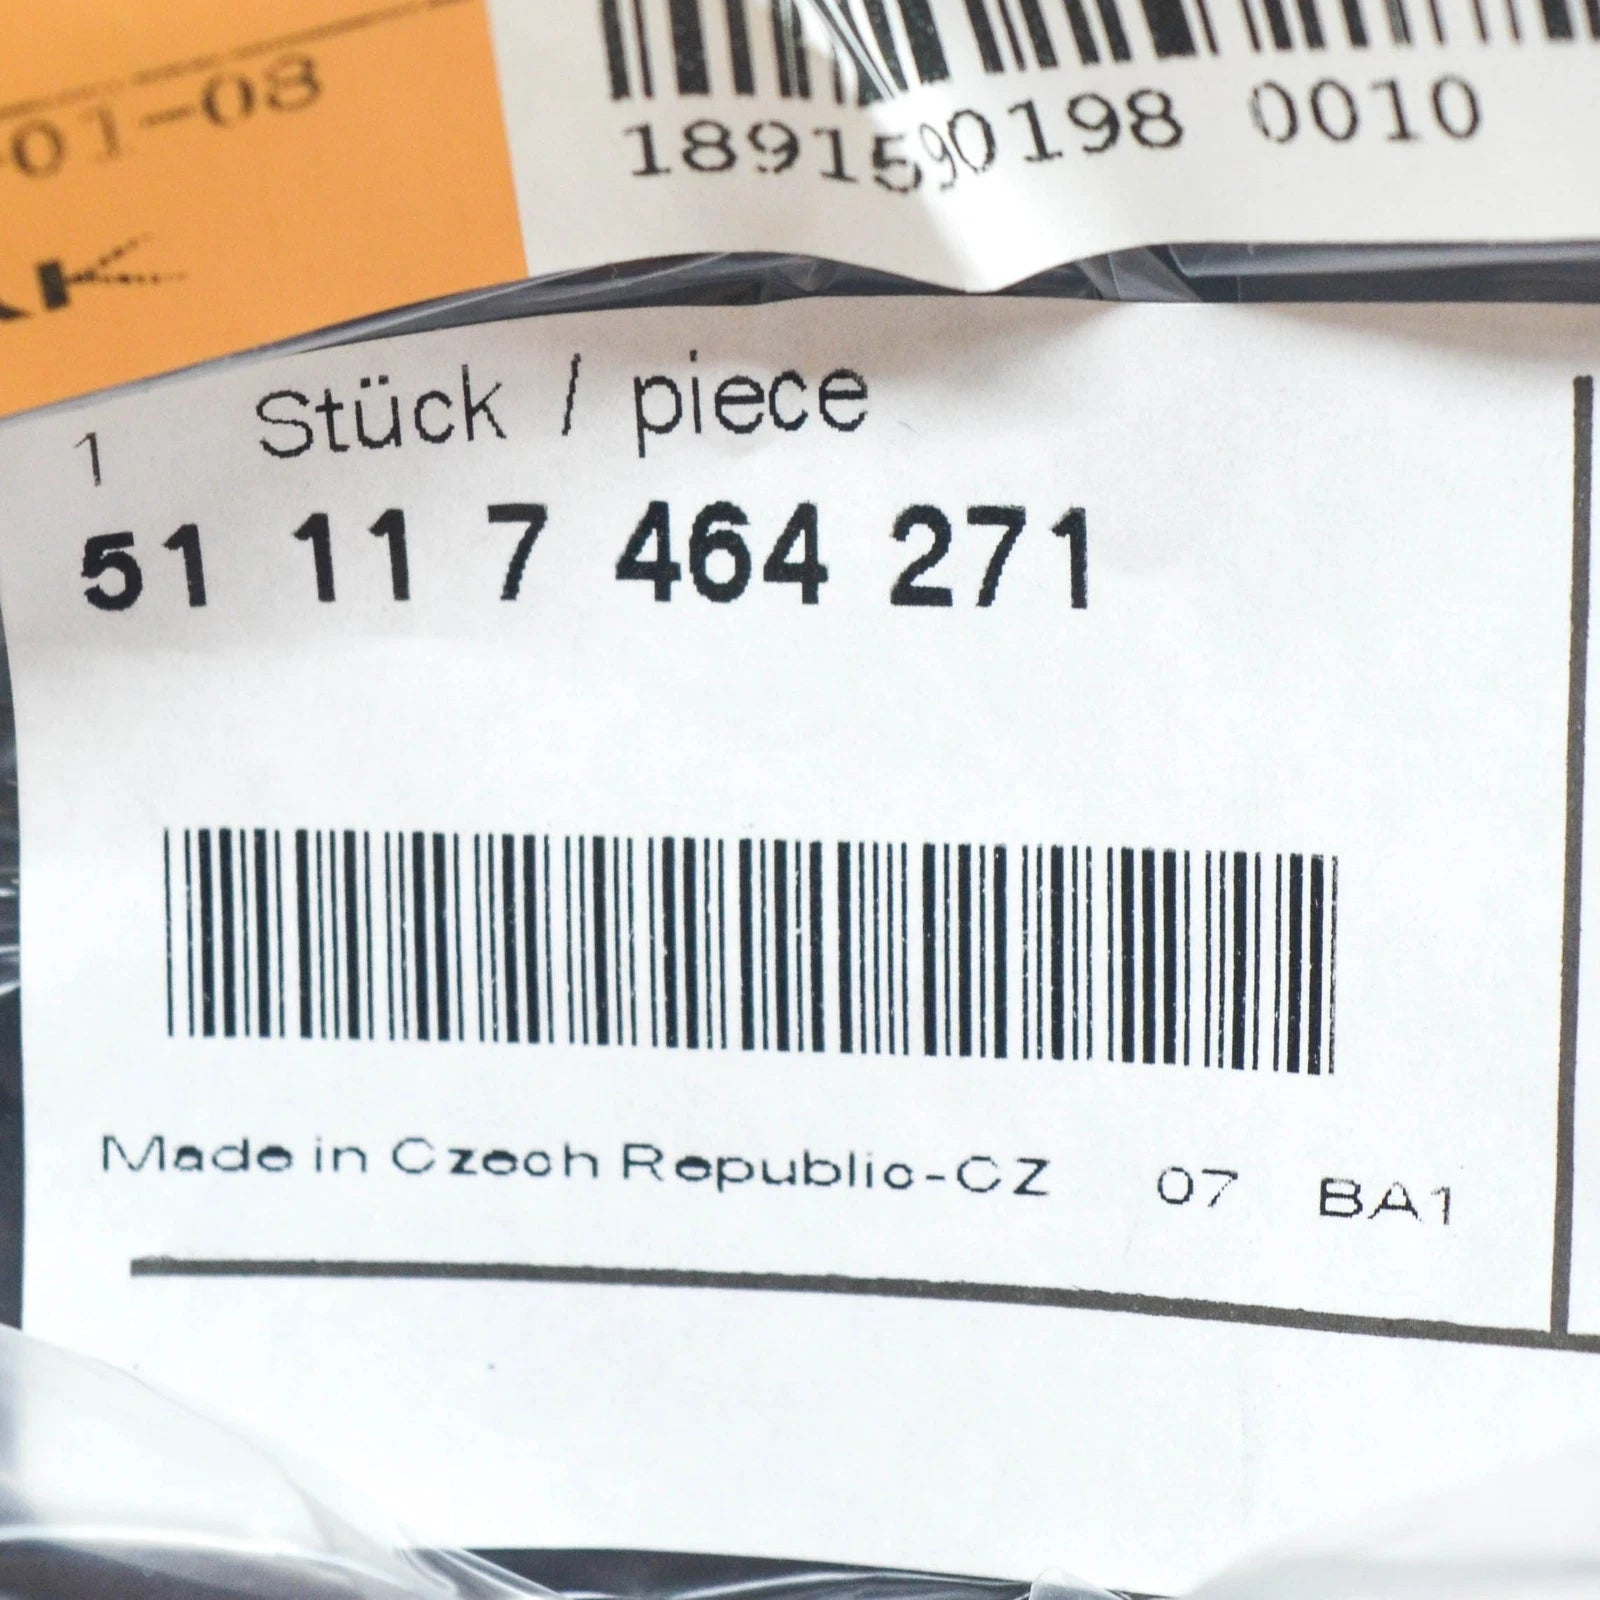 01-08
K
1891590198 0010
1 Stück / piece
51 11 7 464 271
Made in Czech Republic-CZ 07 BA1